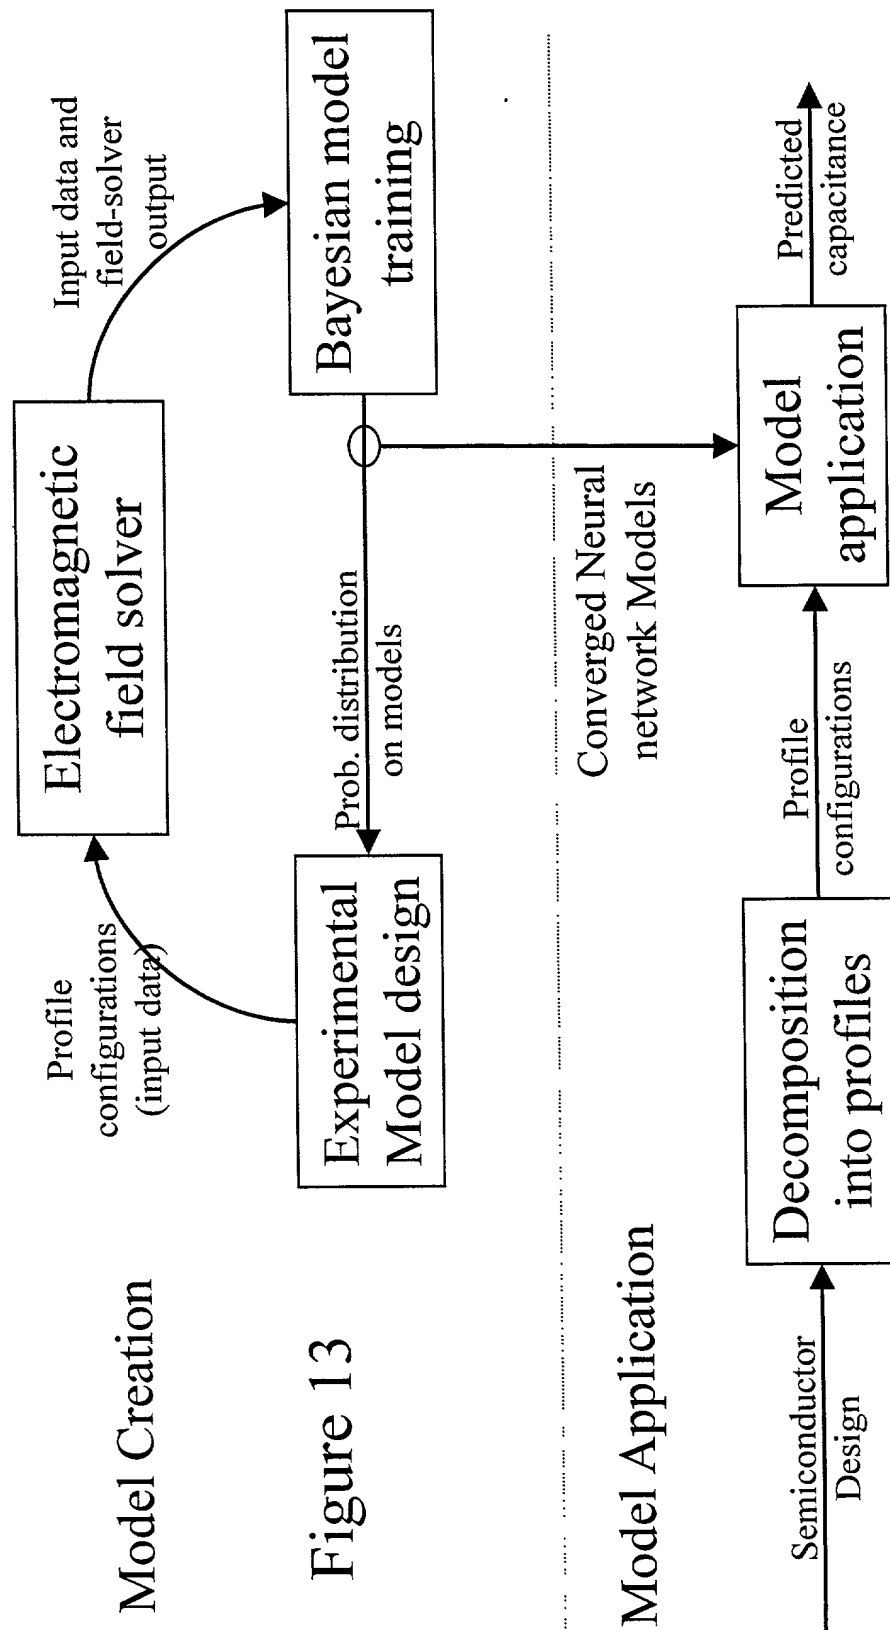 Model Creation
Figure 13
Profile
configurations
(input data)
Electromagnetic
field solver
Input data and
field-solver
output
Experimental
Model design
Prob. distribution
on models
Bayesian model
training
Converged Neural
network Models
Model Application
Semiconductor
Design
Decomposition
into profiles
Profile
configurations
Model
application
Predicted
capacitance